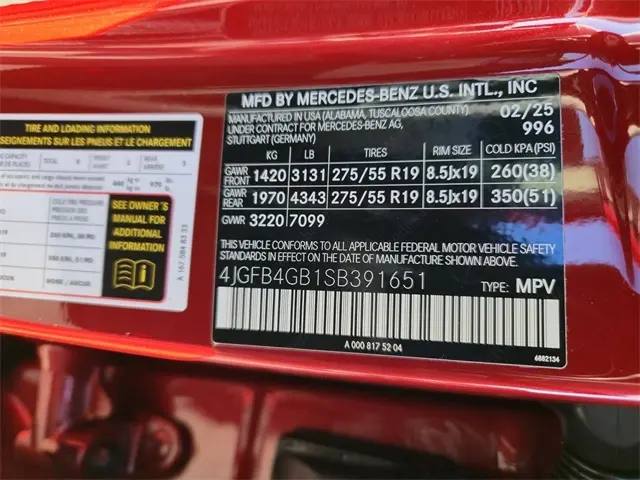 TIRE AND LOADING INFORMATION
SEIGNEMENTS SUR LES PNEUS ET LE CHARGEMENT
SEE OWNER'S
MANUAL FOR
ADDITIONAL
INFORMATION
A 167 584 83 33
MFD BY MERCEDES-BENZ U.S. INTL., INC
MANUFACTURED IN USA (ALABAMA, TUSCALOOSA COUNTY) 02/25
UNDER CONTRACT FOR MERCEDES-BENZ AG, 996
STUTTGART (GERMANY)
KG LB TIRES RIM SIZE COLD KPA(PSI)
GAWR FRONT 1420 3131 275/55 R19 8.5Jx19 260(38)
GAWR REAR 1970 4343 275/55 R19 8.5Jx19 350(51)
GVWR 3220 7099
THIS VEHICLE CONFORMS TO ALL APPLICABLE FEDERAL MOTOR VEHICLE SAFETY
STANDARDS IN EFFECT ON THE DATE OF MANUFACTURE SHOWN ABOVE.
4JGFB4GB1SB391651 TYPE: MPV
A 000 817 52 04
6882134